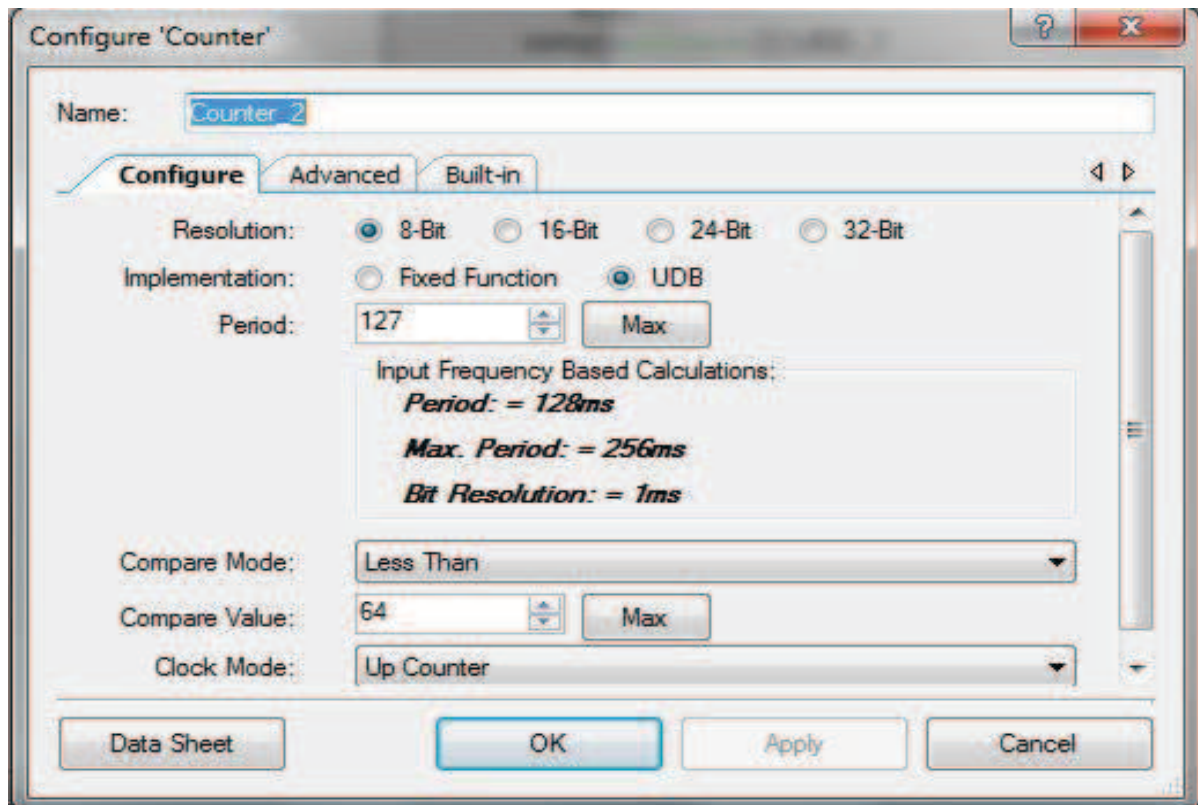 Configure 'Counter'
Name: Counter_2
Configure Advanced Built-in
Resolution: 8-Bit 16-Bit 24-Bit 32-Bit
Implementation: Fixed Function UDB
Period: 127 Max
Input Frequency Based Calculations:
Period: = 128ms
Max. Period: = 256ms
Bit Resolution: = 1ms
Compare Mode: Less Than
Compare Value: 64 Max
Clock Mode: Up Counter
Data Sheet OK Apply Cancel